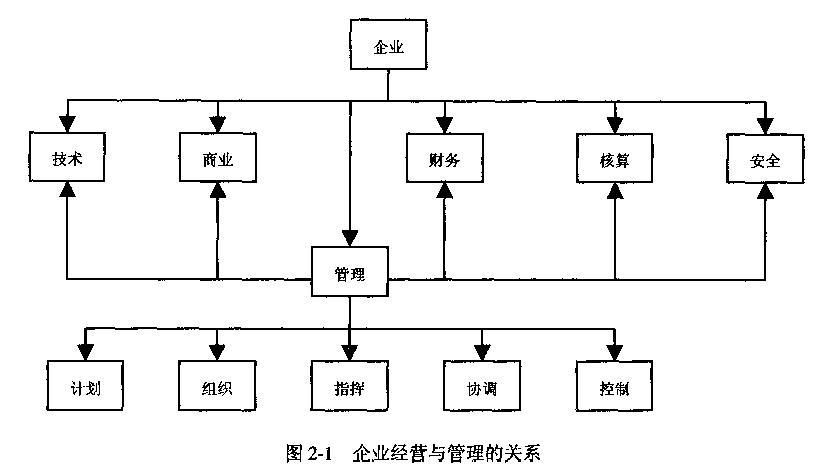 企业
技术 商业 财务 核算 安全
管理
计划 组织 指挥 协调 控制
图 2-1 企业经营与管理的关系